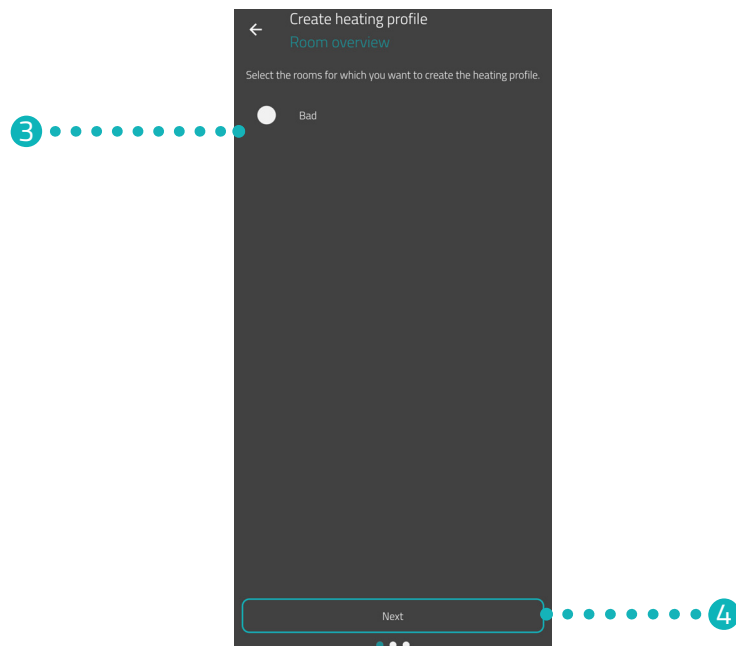 Create heating profile
Room overview
Select the rooms for which you want to create the heating profile.
3
Bad
Next
4